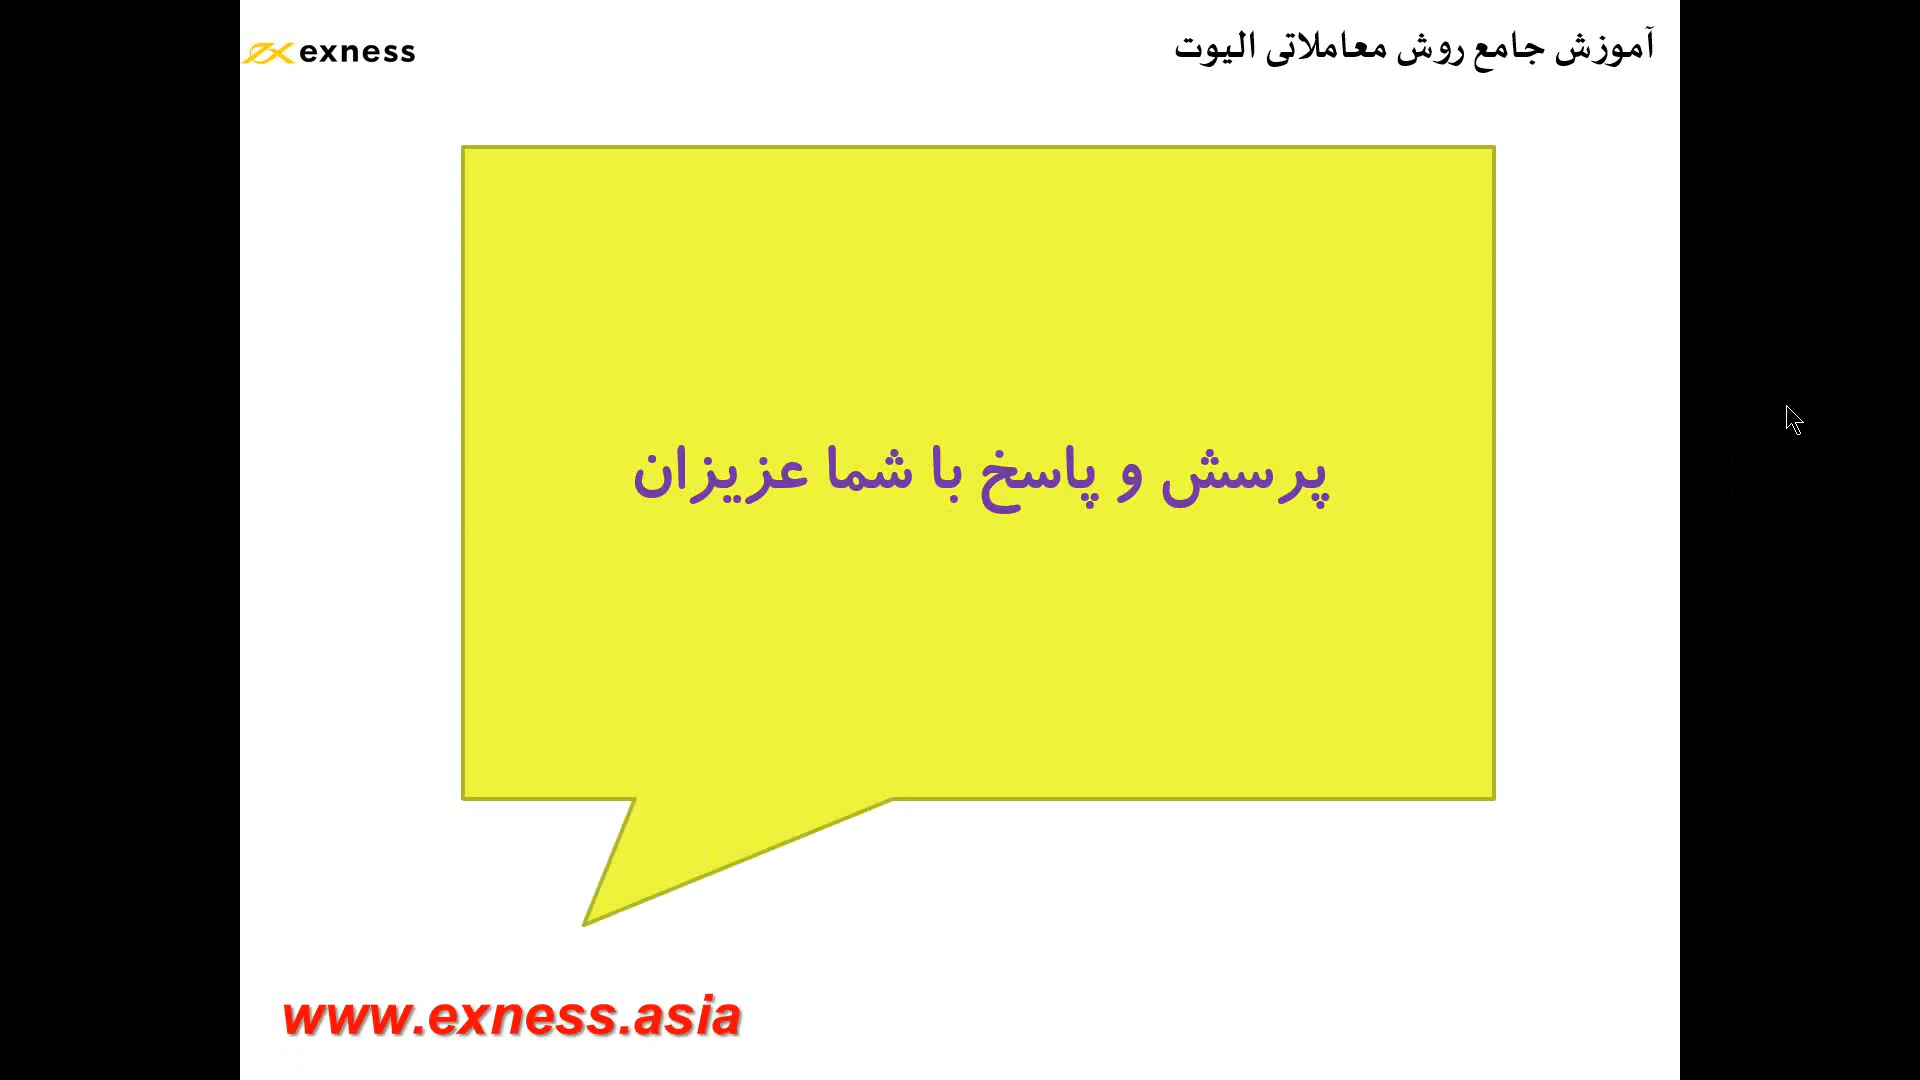 exness
آموزش جامع روش معاملاتی الیوت
پرسش و پاسخ با شما عزیزان
www.exness.asia